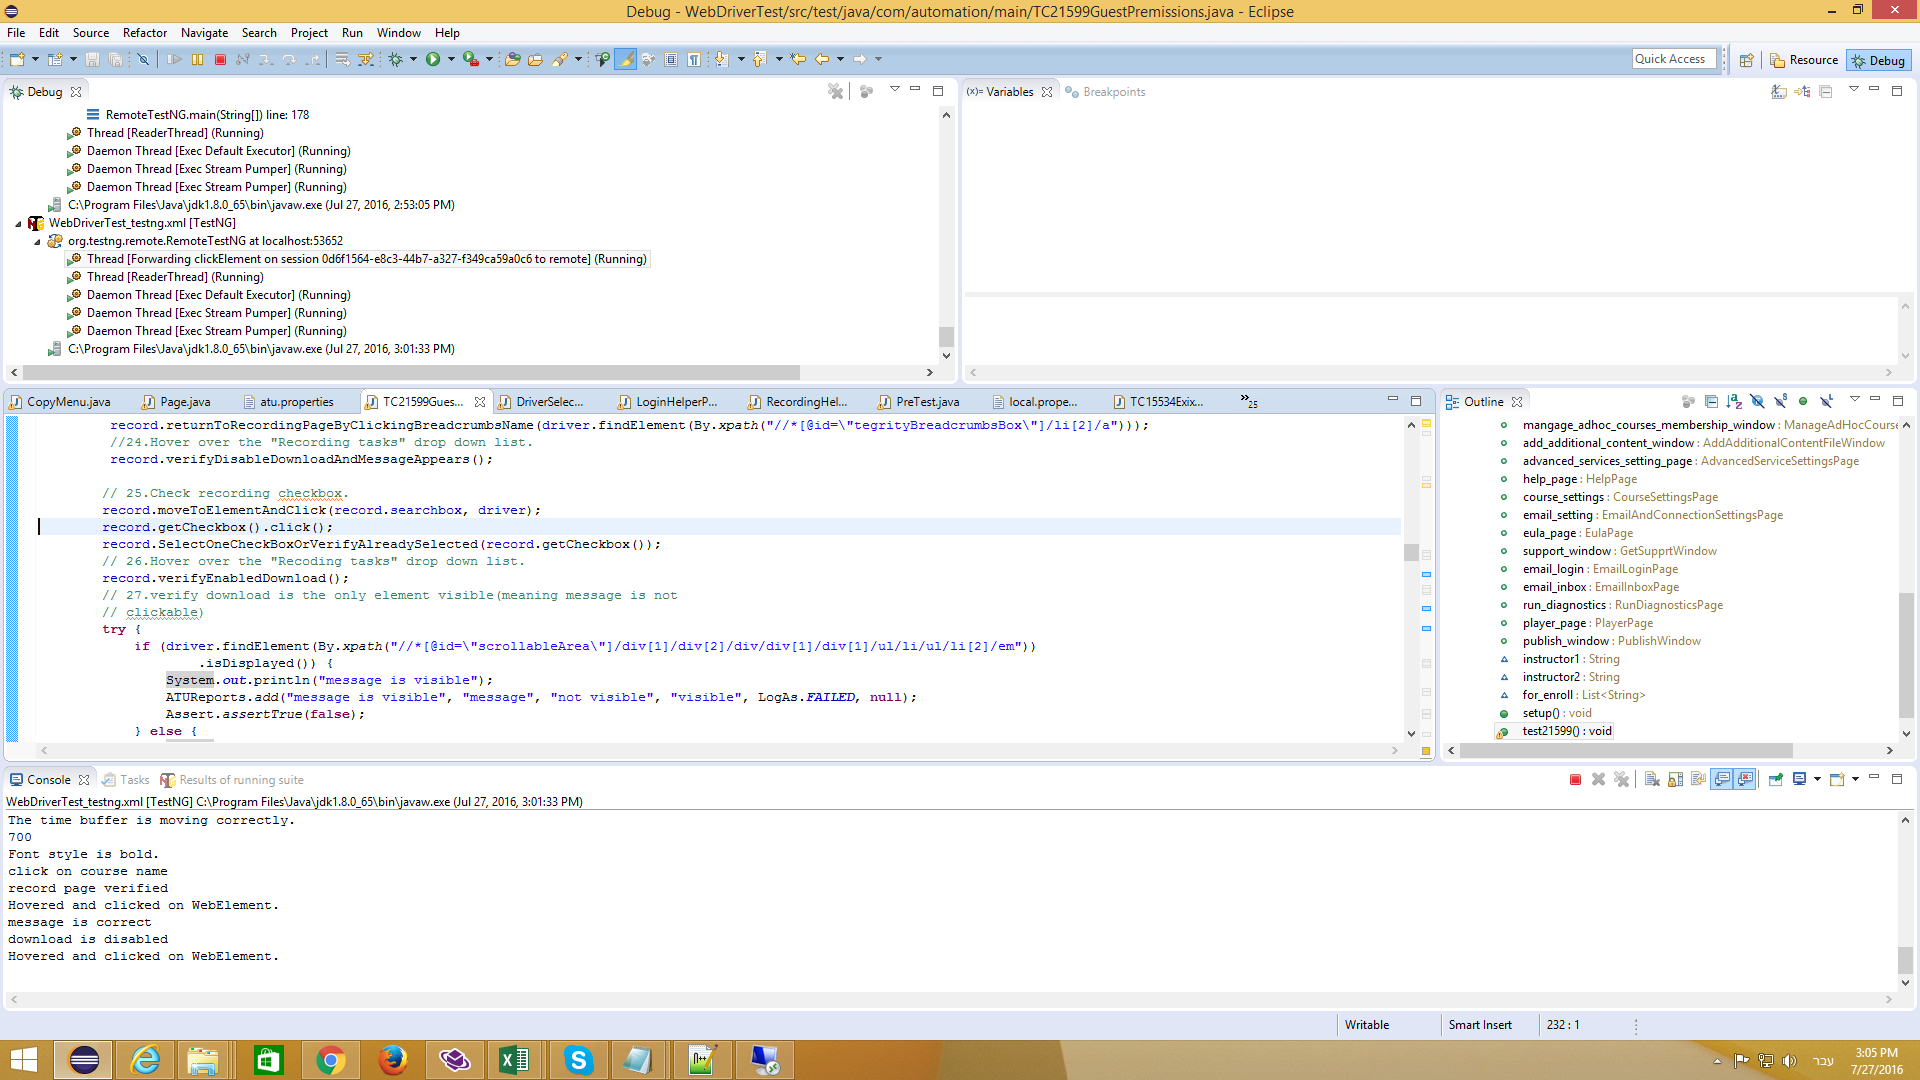 Debug - WebDriverTest/src/test/java/com/automation/main/TC21599GuestPremissions.java - Eclipse
File Edit Source Refactor Navigate Search Project Run Window Help
Quick Access Resource Debug
Debug
RemoteTestNG.main(String[]) line: 178
Thread [ReaderThread] (Running)
Daemon Thread [Exec Default Executor] (Running)
Daemon Thread [Exec Stream Pumper] (Running)
Daemon Thread [Exec Stream Pumper] (Running)
C:\Program Files\Java\jdk1.8.0_65\bin\javaw.exe (Jul 27, 2016, 2:53:05 PM)
WebDriverTest_testng.xml [TestNG]
org.testng.remote.RemoteTestNG at localhost:53652
Thread [Forwarding clickElement on session 0d6f1564-e8c3-44b7-a327-f349ca59a0c6 to remote] (Running)
Thread [ReaderThread] (Running)
Daemon Thread [Exec Default Executor] (Running)
Daemon Thread [Exec Stream Pumper] (Running)
Daemon Thread [Exec Stream Pumper] (Running)
C:\Program Files\Java\jdk1.8.0_65\bin\javaw.exe (Jul 27, 2016, 3:01:33 PM)
(x)= Variables Breakpoints
CopyMenu.java Page.java atu.properties TC21599Gues... DriverSelec... LoginHelperP... RecordingHel... PreTest.java local.prope... TC15534Exix... »25
record.returnToRecordingPageByClickingBreadcrumbsName(driver.findElement(By.xpath("//*[@id=\"tegrityBreadcrumbsBox\"]/li[2]/a")));
//24.Hover over the "Recording tasks" drop down list.
record.verifyDisableDownloadAndMessageAppears();
// 25.Check recording checkbox.
record.moveToElementAndClick(record.searchbox, driver);
record.getCheckbox().click();
record.SelectOneCheckBoxOrVerifyAlreadySelected(record.getCheckbox());
// 26.Hover over the "Recoding tasks" drop down list.
record.verifyEnabledDownload();
// 27.verify download is the only element visible(meaning message is not
// clickable)
try {
if (driver.findElement(By.xpath("//*[@id=\"scrollableArea\"]/div[1]/div[2]/div/div[1]/div[1]/ul/li/ul/li[2]/em"))
.isDisplayed()) {
System.out.println("message is visible");
ATUReports.add("message is visible", "message", "not visible", "visible", LogAs.FAILED, null);
Assert.assertTrue(false);
} else {
Outline
mangage_adhoc_courses_membership_window : ManageAdHocCourse
add_additional_content_window : AddAdditionalContentFileWindow
advanced_services_setting_page : AdvancedServiceSettingsPage
help_page : HelpPage
course_settings : CourseSettingsPage
email_setting : EmailAndConnectionSettingsPage
eula_page : EulaPage
support_window : GetSupprtWindow
email_login : EmailLoginPage
email_inbox : EmailInboxPage
run_diagnostics : RunDiagnosticsPage
player_page : PlayerPage
publish_window : PublishWindow
instructor1 : String
instructor2 : String
for_enroll : List<String>
setup() : void
test21599() : void
Console Tasks Results of running suite
WebDriverTest_testng.xml [TestNG] C:\Program Files\Java\jdk1.8.0_65\bin\javaw.exe (Jul 27, 2016, 3:01:33 PM)
The time buffer is moving correctly.
700
Font style is bold.
click on course name
record page verified
Hovered and clicked on WebElement.
message is correct
download is disabled
Hovered and clicked on WebElement.
Writable Smart Insert 232 : 1
עבר
3:05 PM
7/27/2016